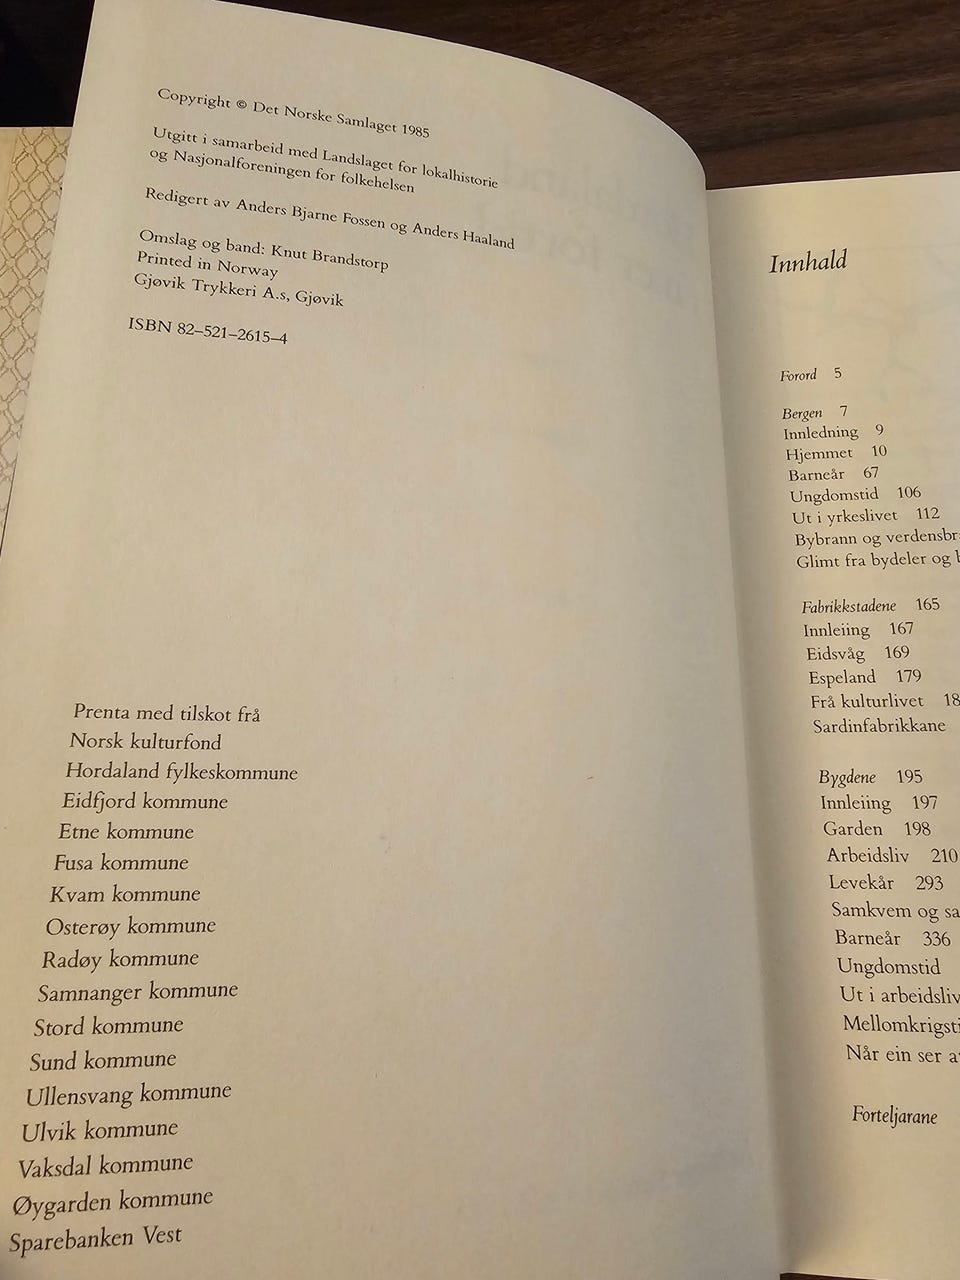 Copyright © Det Norske Samlaget 1985
Utgitt i samarbeid med Landslaget for lokalhistorie
og Nasjonalforeningen for folkehelsen
Redigert av Anders Bjarne Fossen og Anders Haaland
Omslag og band: Knut Brandstorp
Printed in Norway
Gjøvik Trykkeri A.s, Gjøvik
ISBN 82–521–2615–4
Prenta med tilskot frå
Norsk kulturfond
Hordaland fylkeskommune
Eidfjord kommune
Etne kommune
Fusa kommune
Kvam kommune
Osterøy kommune
Radøy kommune
Samnanger kommune
Stord kommune
Sund kommune
Ullensvang kommune
Ulvik kommune
Vaksdal kommune
Øygarden kommune
Sparebanken Vest
Innhald
Forord 5
Bergen 7
Innledning 9
Hjemmet 10
Barneår 67
Ungdomstid 106
Ut i yrkeslivet 112
Bybrann og
Glimt fra bydeler og
Fabrikkstadene 165
Innleiing 167
Eidsvåg 169
Espeland 179
Frå kulturlivet
Sardinfabrikkane
Bygdene 195
Innleiing 197
Garden 198
Arbeidsliv 210
Levekår 293
Samkvem og
Barneår 336
Ungdomstid
Ut i
Når ein ser
Forteljarane